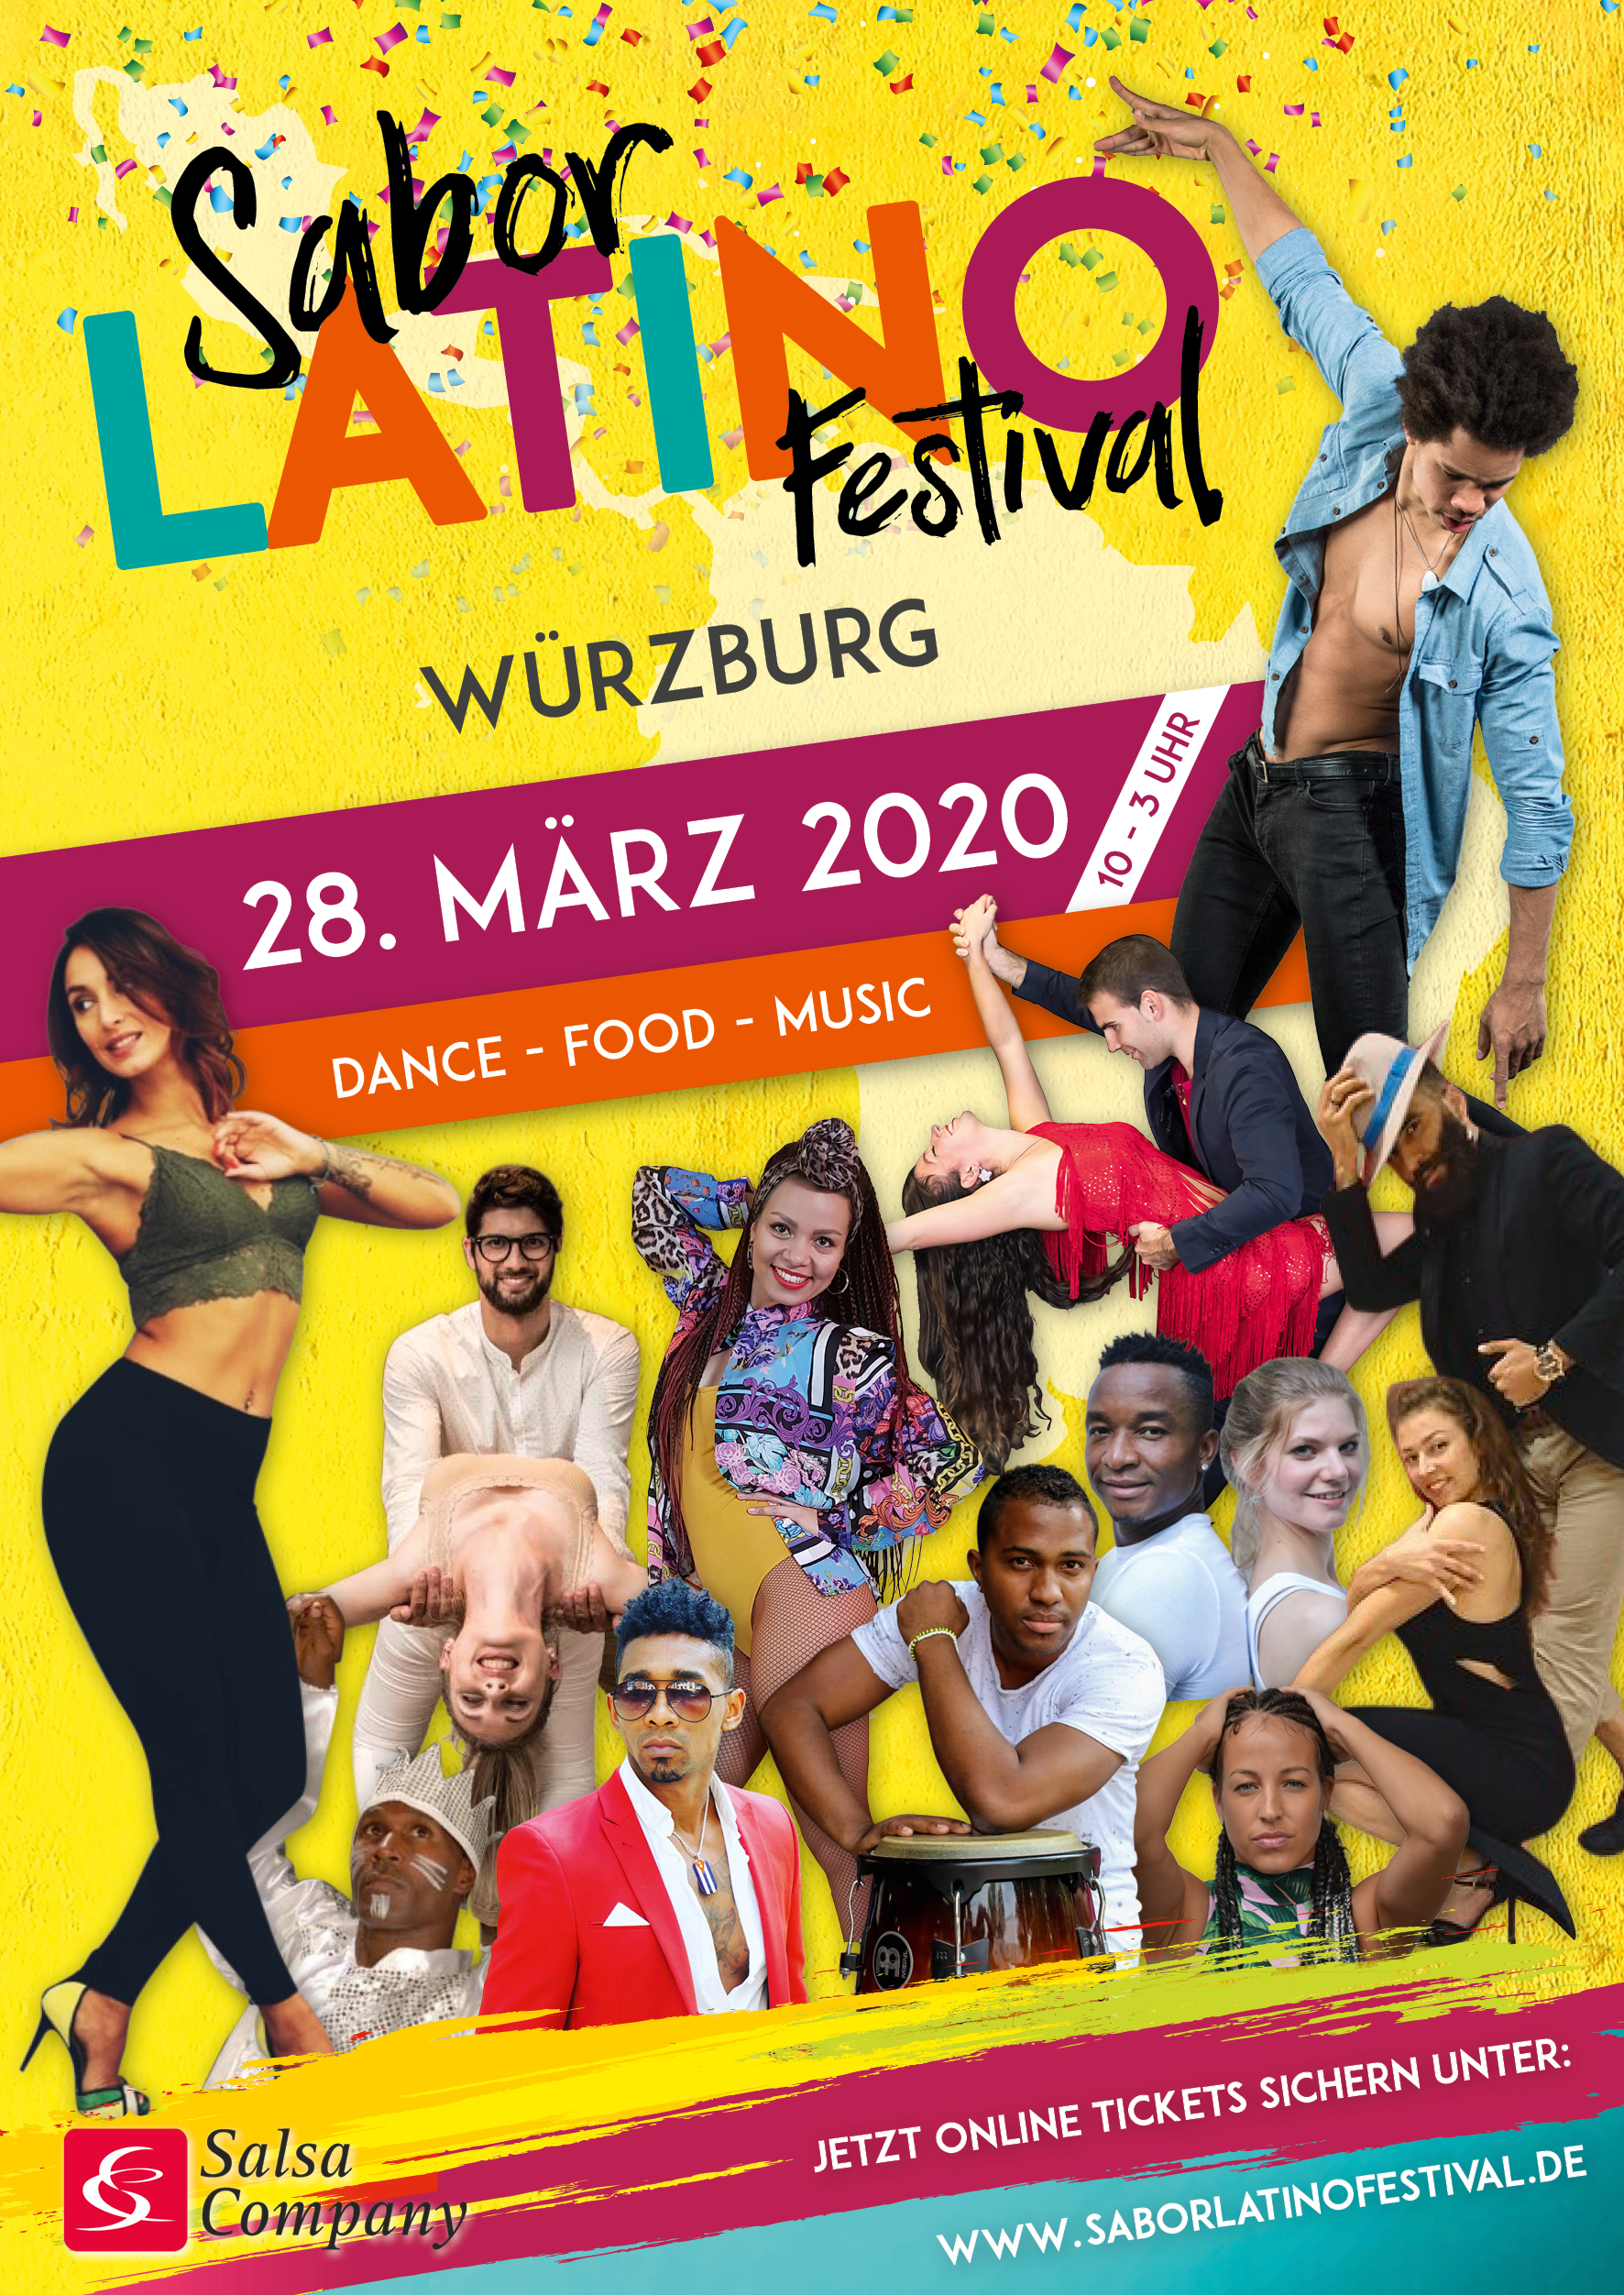 Sabor
LATINO
Festival
WÜRZBURG
28. MÄRZ 2020
10 - 3 UHR
DANCE - FOOD - MUSIC
MEINL
JETZT ONLINE TICKETS SICHERN UNTER:
WWW.SABORLATINOFESTIVAL.DE
Salsa
Company